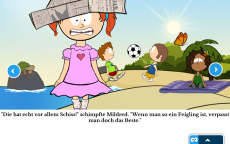 "Die hat echt vor allem Schiss!" schimpfte Mildred. "Wenn man so ein Feigling ist, verpasst
man doch das Beste."